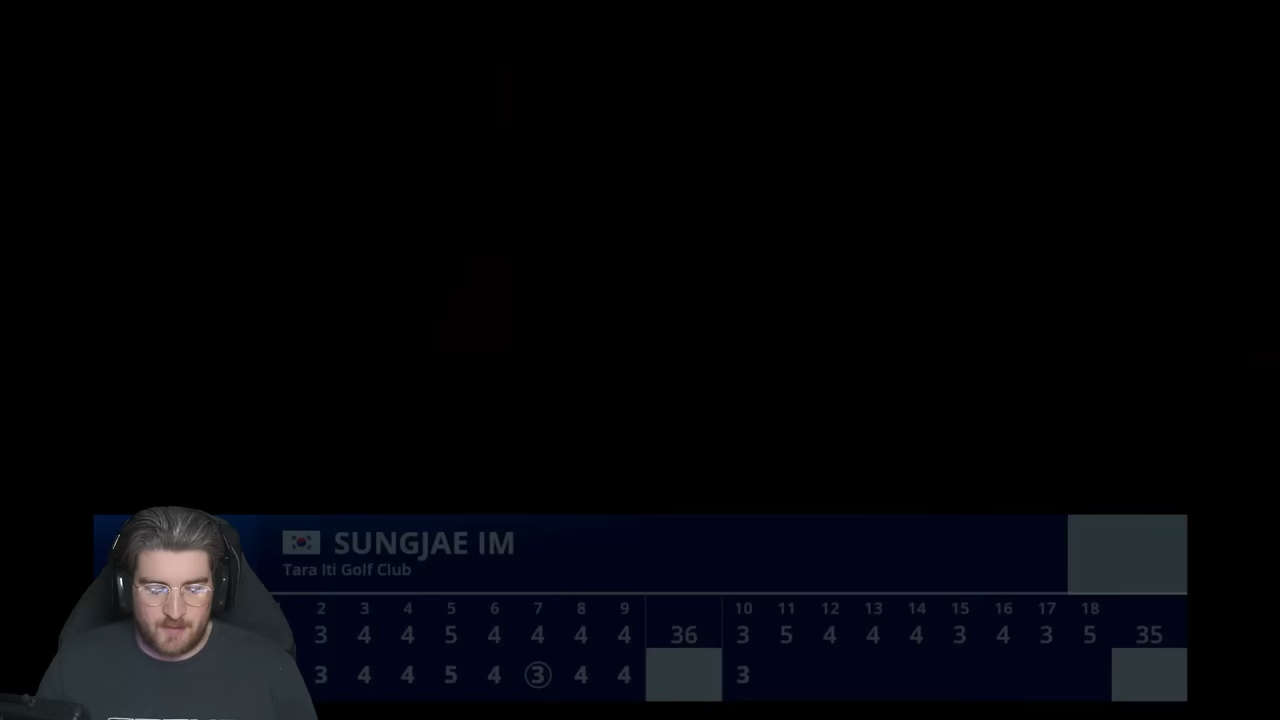 SUNGJAE IM
Tara Iti Golf Club
2 3 4 5 6 7 8 9 10 11 12 13 14 15 16 17 18
3 4 4 5 4 4 4 4 36 3 5 4 4 4 3 4 3 5 35
3 4 4 5 4 3 4 4 3